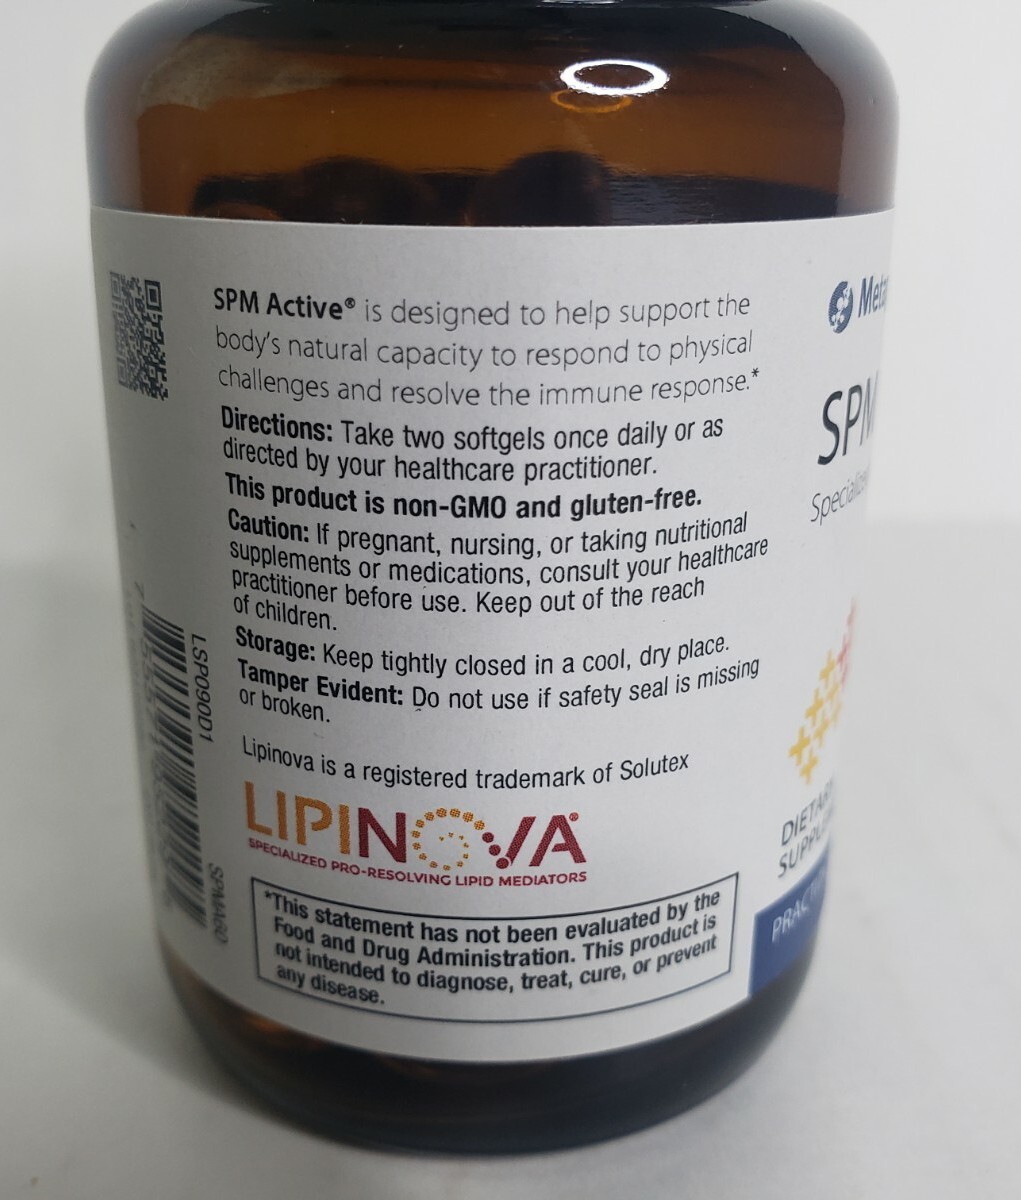 SPM Active® is designed to help support the
body's natural capacity to respond to physical
challenges and resolve the immune response.*
Directions: Take two softgels once daily or as
directed by your healthcare practitioner.
This product is non-GMO and gluten-free.
Caution: If pregnant, nursing, or taking nutritional
supplements or medications, consult your healthcare
practitioner before use. Keep out of the reach
of children.
Storage: Keep tightly closed in a cool, dry place.
Tamper Evident: Do not use if safety seal is missing
or broken.
Lipinova is a registered trademark of Solutex
LIPINOVA®
SPECIALIZED PRO-RESOLVING LIPID MEDIATORS
*This statement has not been evaluated by the
Food and Drug Administration. This product is
not intended to diagnose, treat, cure, or prevent
any disease.
LSP090D1
SPM